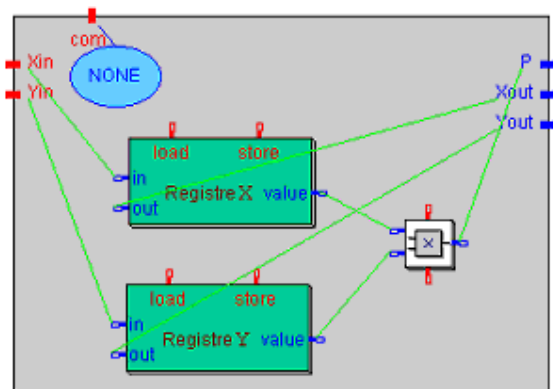 com
Xin
Yin
NONE
P
Xout
Yout
load store
in
Registre X value
out
x
load store
in
Registre Y value
out